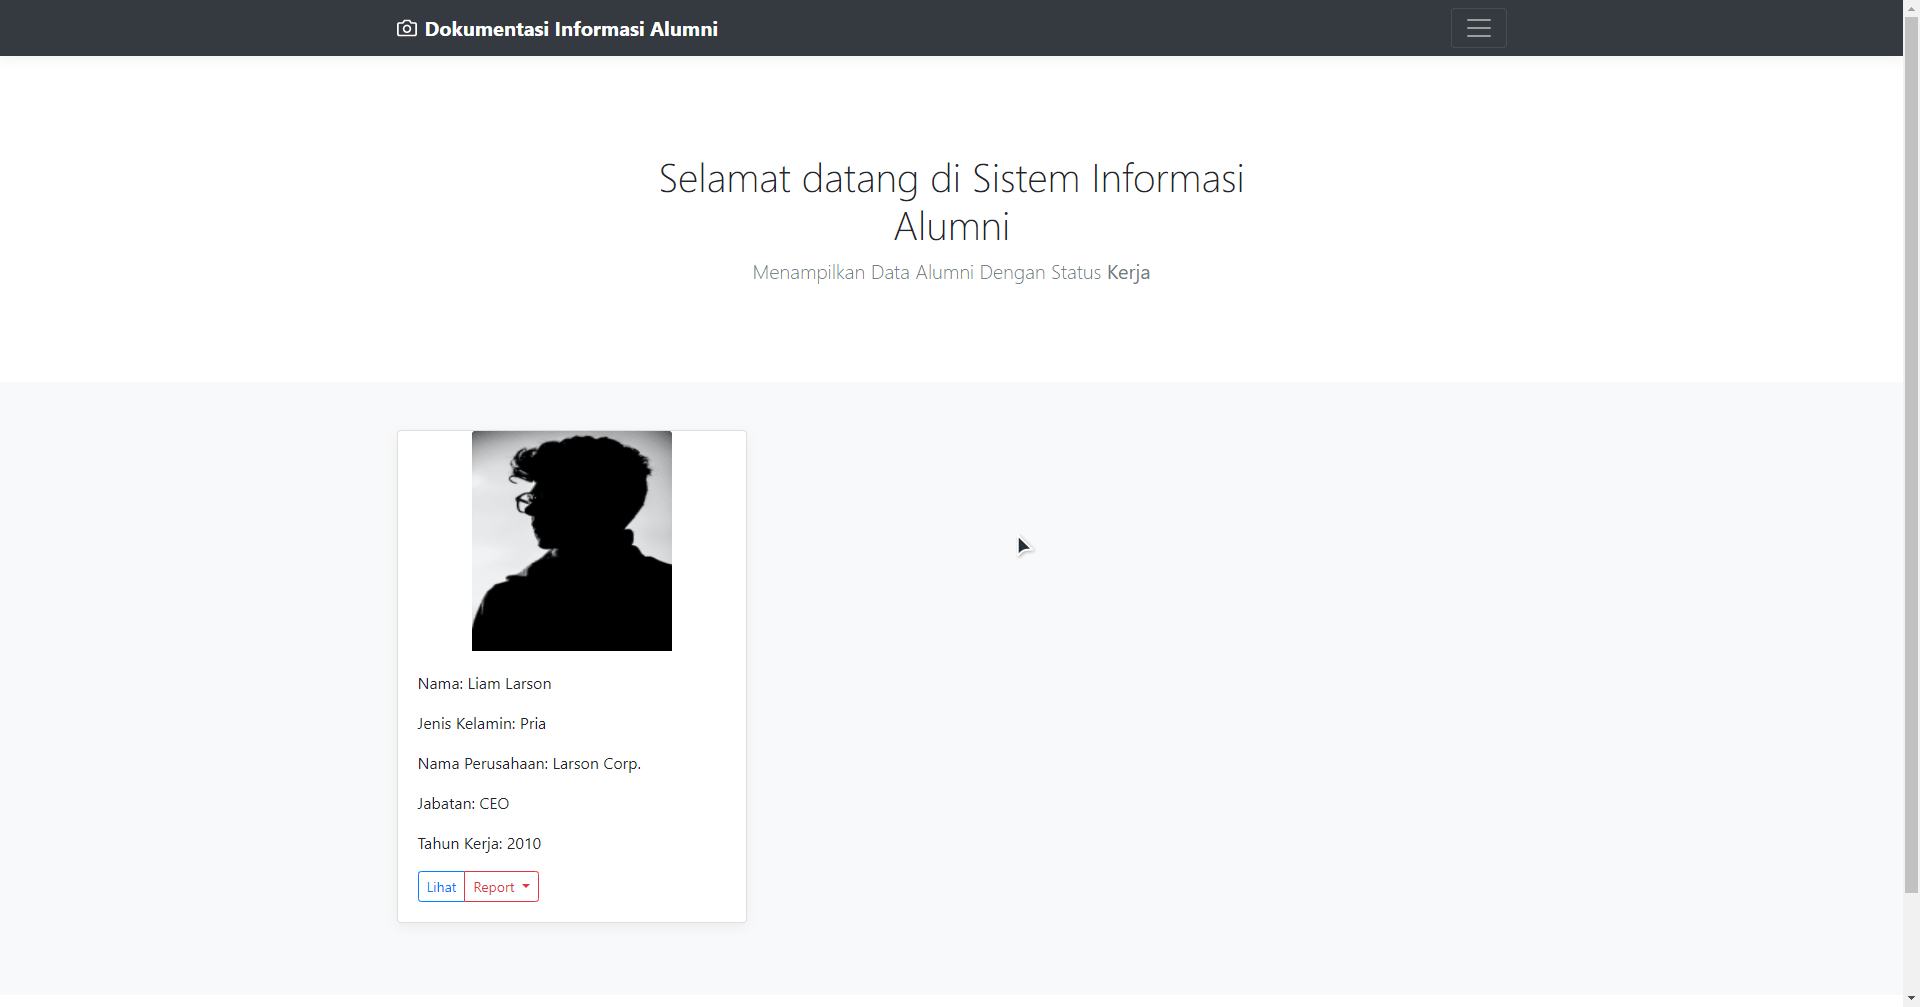 Dokumentasi Informasi Alumni
Selamat datang di Sistem Informasi
Alumni
Menampilkan Data Alumni Dengan Status Kerja
Nama: Liam Larson
Jenis Kelamin: Pria
Nama Perusahaan: Larson Corp.
Jabatan: CEO
Tahun Kerja: 2010
Lihat Report